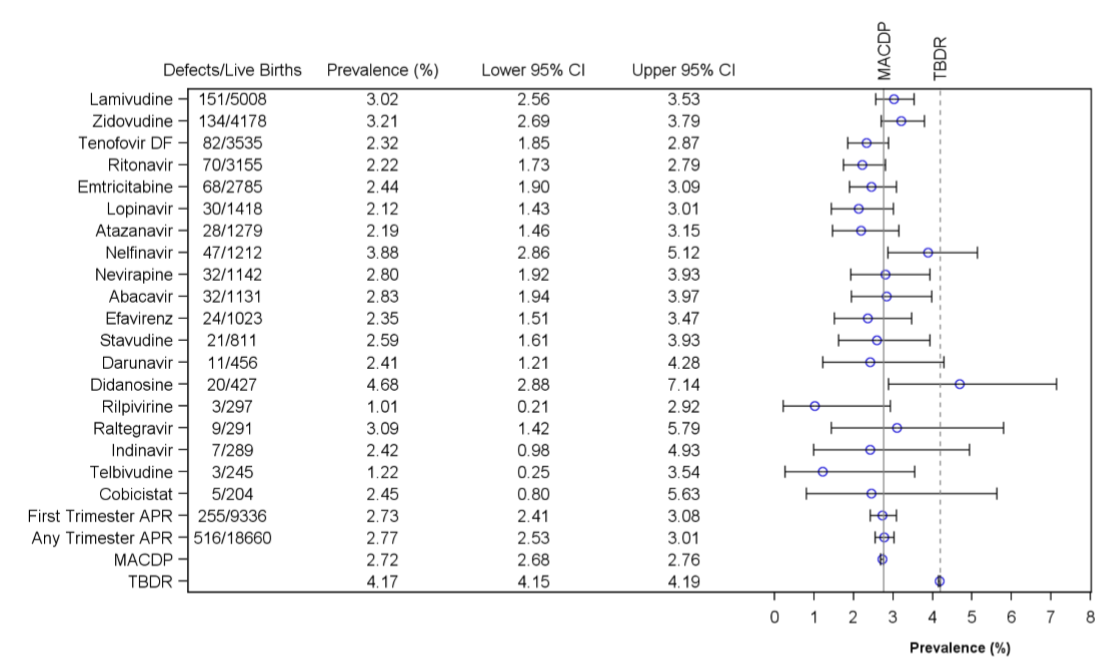 MACDP TBDR
Defects/Live Births Prevalence (%) Lower 95% CI Upper 95% CI
Lamivudine 151/5008 3.02 2.56 3.53
Zidovudine 134/4178 3.21 2.69 3.79
Tenofovir DF 82/3535 2.32 1.85 2.87
Ritonavir 70/3155 2.22 1.73 2.79
Emtricitabine 68/2785 2.44 1.90 3.09
Lopinavir 30/1418 2.12 1.43 3.01
Atazanavir 28/1279 2.19 1.46 3.15
Nelfinavir 47/1212 3.88 2.86 5.12
Nevirapine 32/1142 2.80 1.92 3.93
Abacavir 32/1131 2.83 1.94 3.97
Efavirenz 24/1023 2.35 1.51 3.47
Stavudine 21/811 2.59 1.61 3.93
Darunavir 11/456 2.41 1.21 4.28
Didanosine 20/427 4.68 2.88 7.14
Rilpivirine 3/297 1.01 0.21 2.92
Raltegravir 9/291 3.09 1.42 5.79
Indinavir 7/289 2.42 0.98 4.93
Telbivudine 3/245 1.22 0.25 3.54
Cobicistat 5/204 2.45 0.80 5.63
First Trimester APR 255/9336 2.73 2.41 3.08
Any Trimester APR 516/18660 2.77 2.53 3.01
MACDP 2.72 2.68 2.76
TBDR 4.17 4.15 4.19
0 1 2 3 4 5 6 7 8
Prevalence (%)